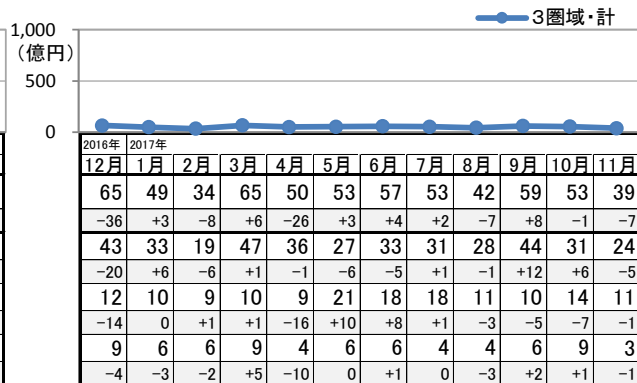 3圏域・計
1,000
(億円)
500
0
2016年 2017年
12月 1月 2月 3月 4月 5月 6月 7月 8月 9月 10月 11月
65 49 34 65 50 53 57 53 42 59 53 39
−36 +3 −8 +6 −26 +3 +4 +2 −7 +8 −1 −7
43 33 19 47 36 27 33 31 28 44 31 24
−20 +6 −6 +1 −1 −6 −5 +1 −1 +12 +6 −5
12 10 9 10 9 21 18 18 11 10 14 11
−14 0 +1 +1 −16 +10 +8 +1 −3 −5 −7 −1
9 6 6 9 4 6 6 4 4 6 9 3
−4 −3 −2 +5 −10 0 +1 0 −3 +2 +1 −1